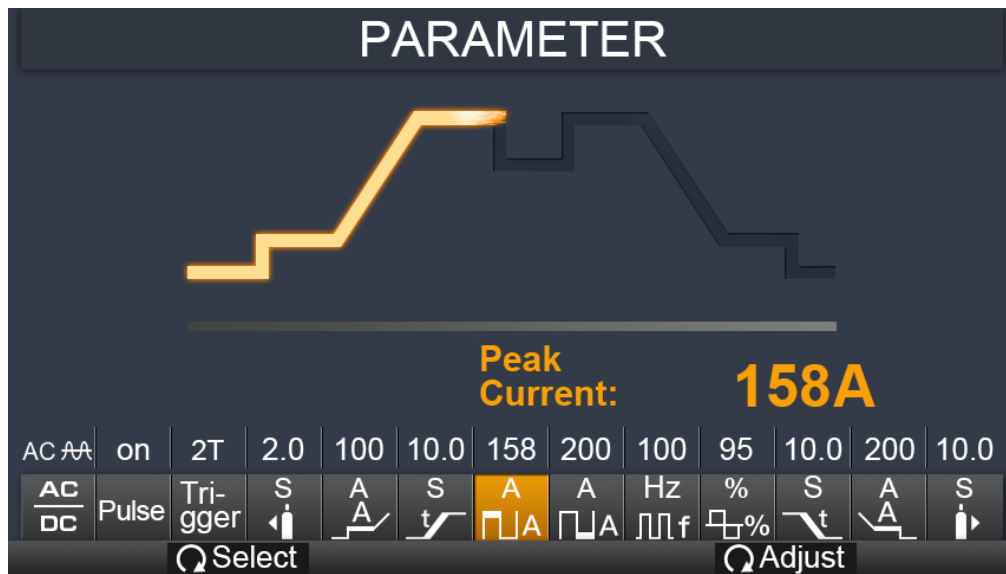 PARAMETER
Peak
Current:
158A
AC on 2T 2.0 100 10.0 158 200 100 95 10.0 200 10.0
AC
DC
Pulse
Tri-
gger
S
A
A
S
t
A
A
A
A
Hz
f
%
%
S
t
A
A
S
Select
Adjust